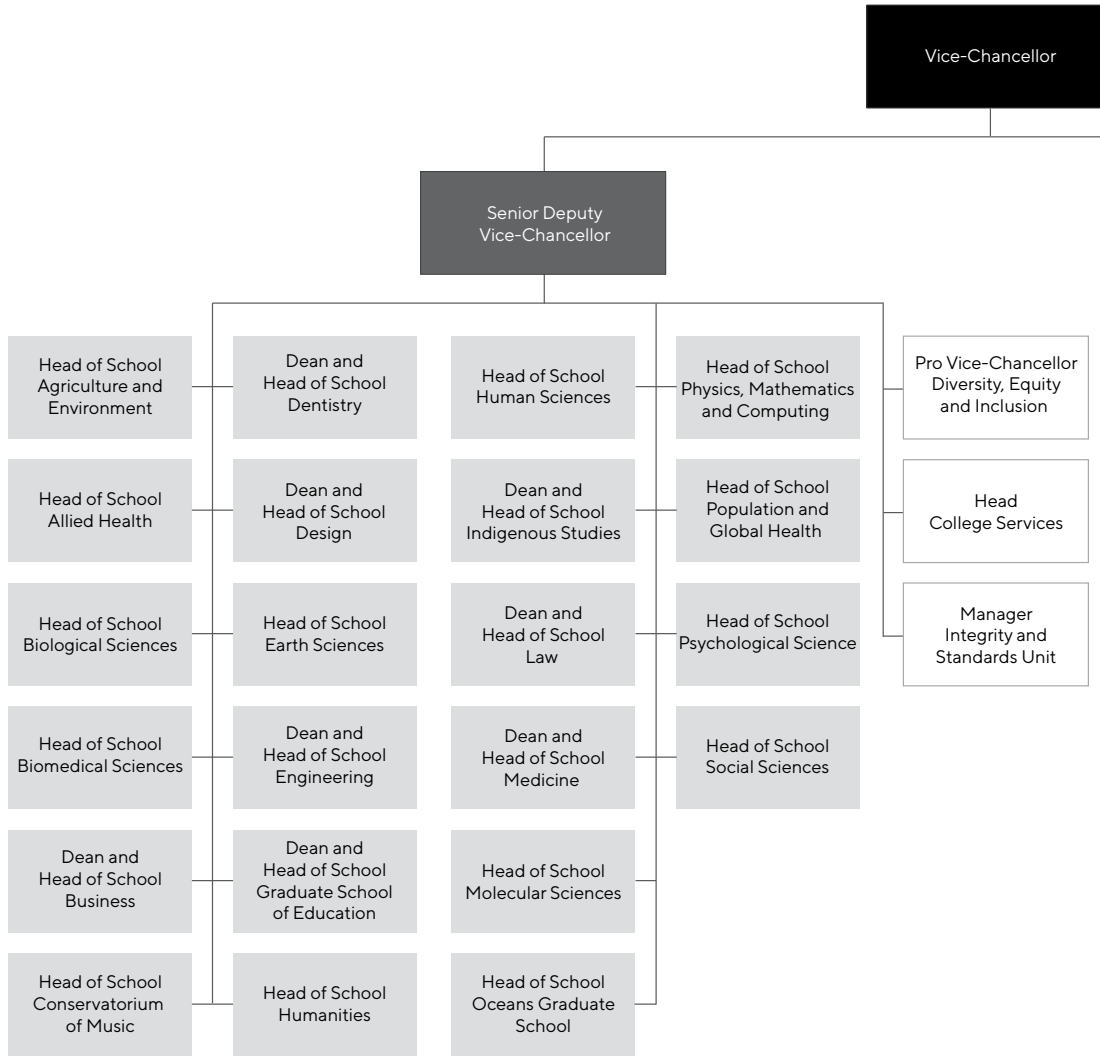 Vice-Chancellor
Senior Deputy
Vice-Chancellor
Head of School
Agriculture and
Environment
Dean and
Head of School
Dentistry
Head of School
Human Sciences
Head of School
Physics, Mathematics
and Computing
Pro Vice-Chancellor
Diversity, Equity
and Inclusion
Head of School
Allied Health
Dean and
Head of School
Design
Dean and
Head of School
Indigenous Studies
Head of School
Population and
Global Health
Head
College Services
Head of School
Biological Sciences
Head of School
Earth Sciences
Dean and
Head of School
Law
Head of School
Psychological Science
Manager
Integrity and
Standards Unit
Head of School
Biomedical Sciences
Dean and
Head of School
Engineering
Dean and
Head of School
Medicine
Head of School
Social Sciences
Dean and
Head of School
Business
Dean and
Head of School
Graduate School
of Education
Head of School
Molecular Sciences
Head of School
Conservatorium
of Music
Head of School
Humanities
Head of School
Oceans Graduate
School